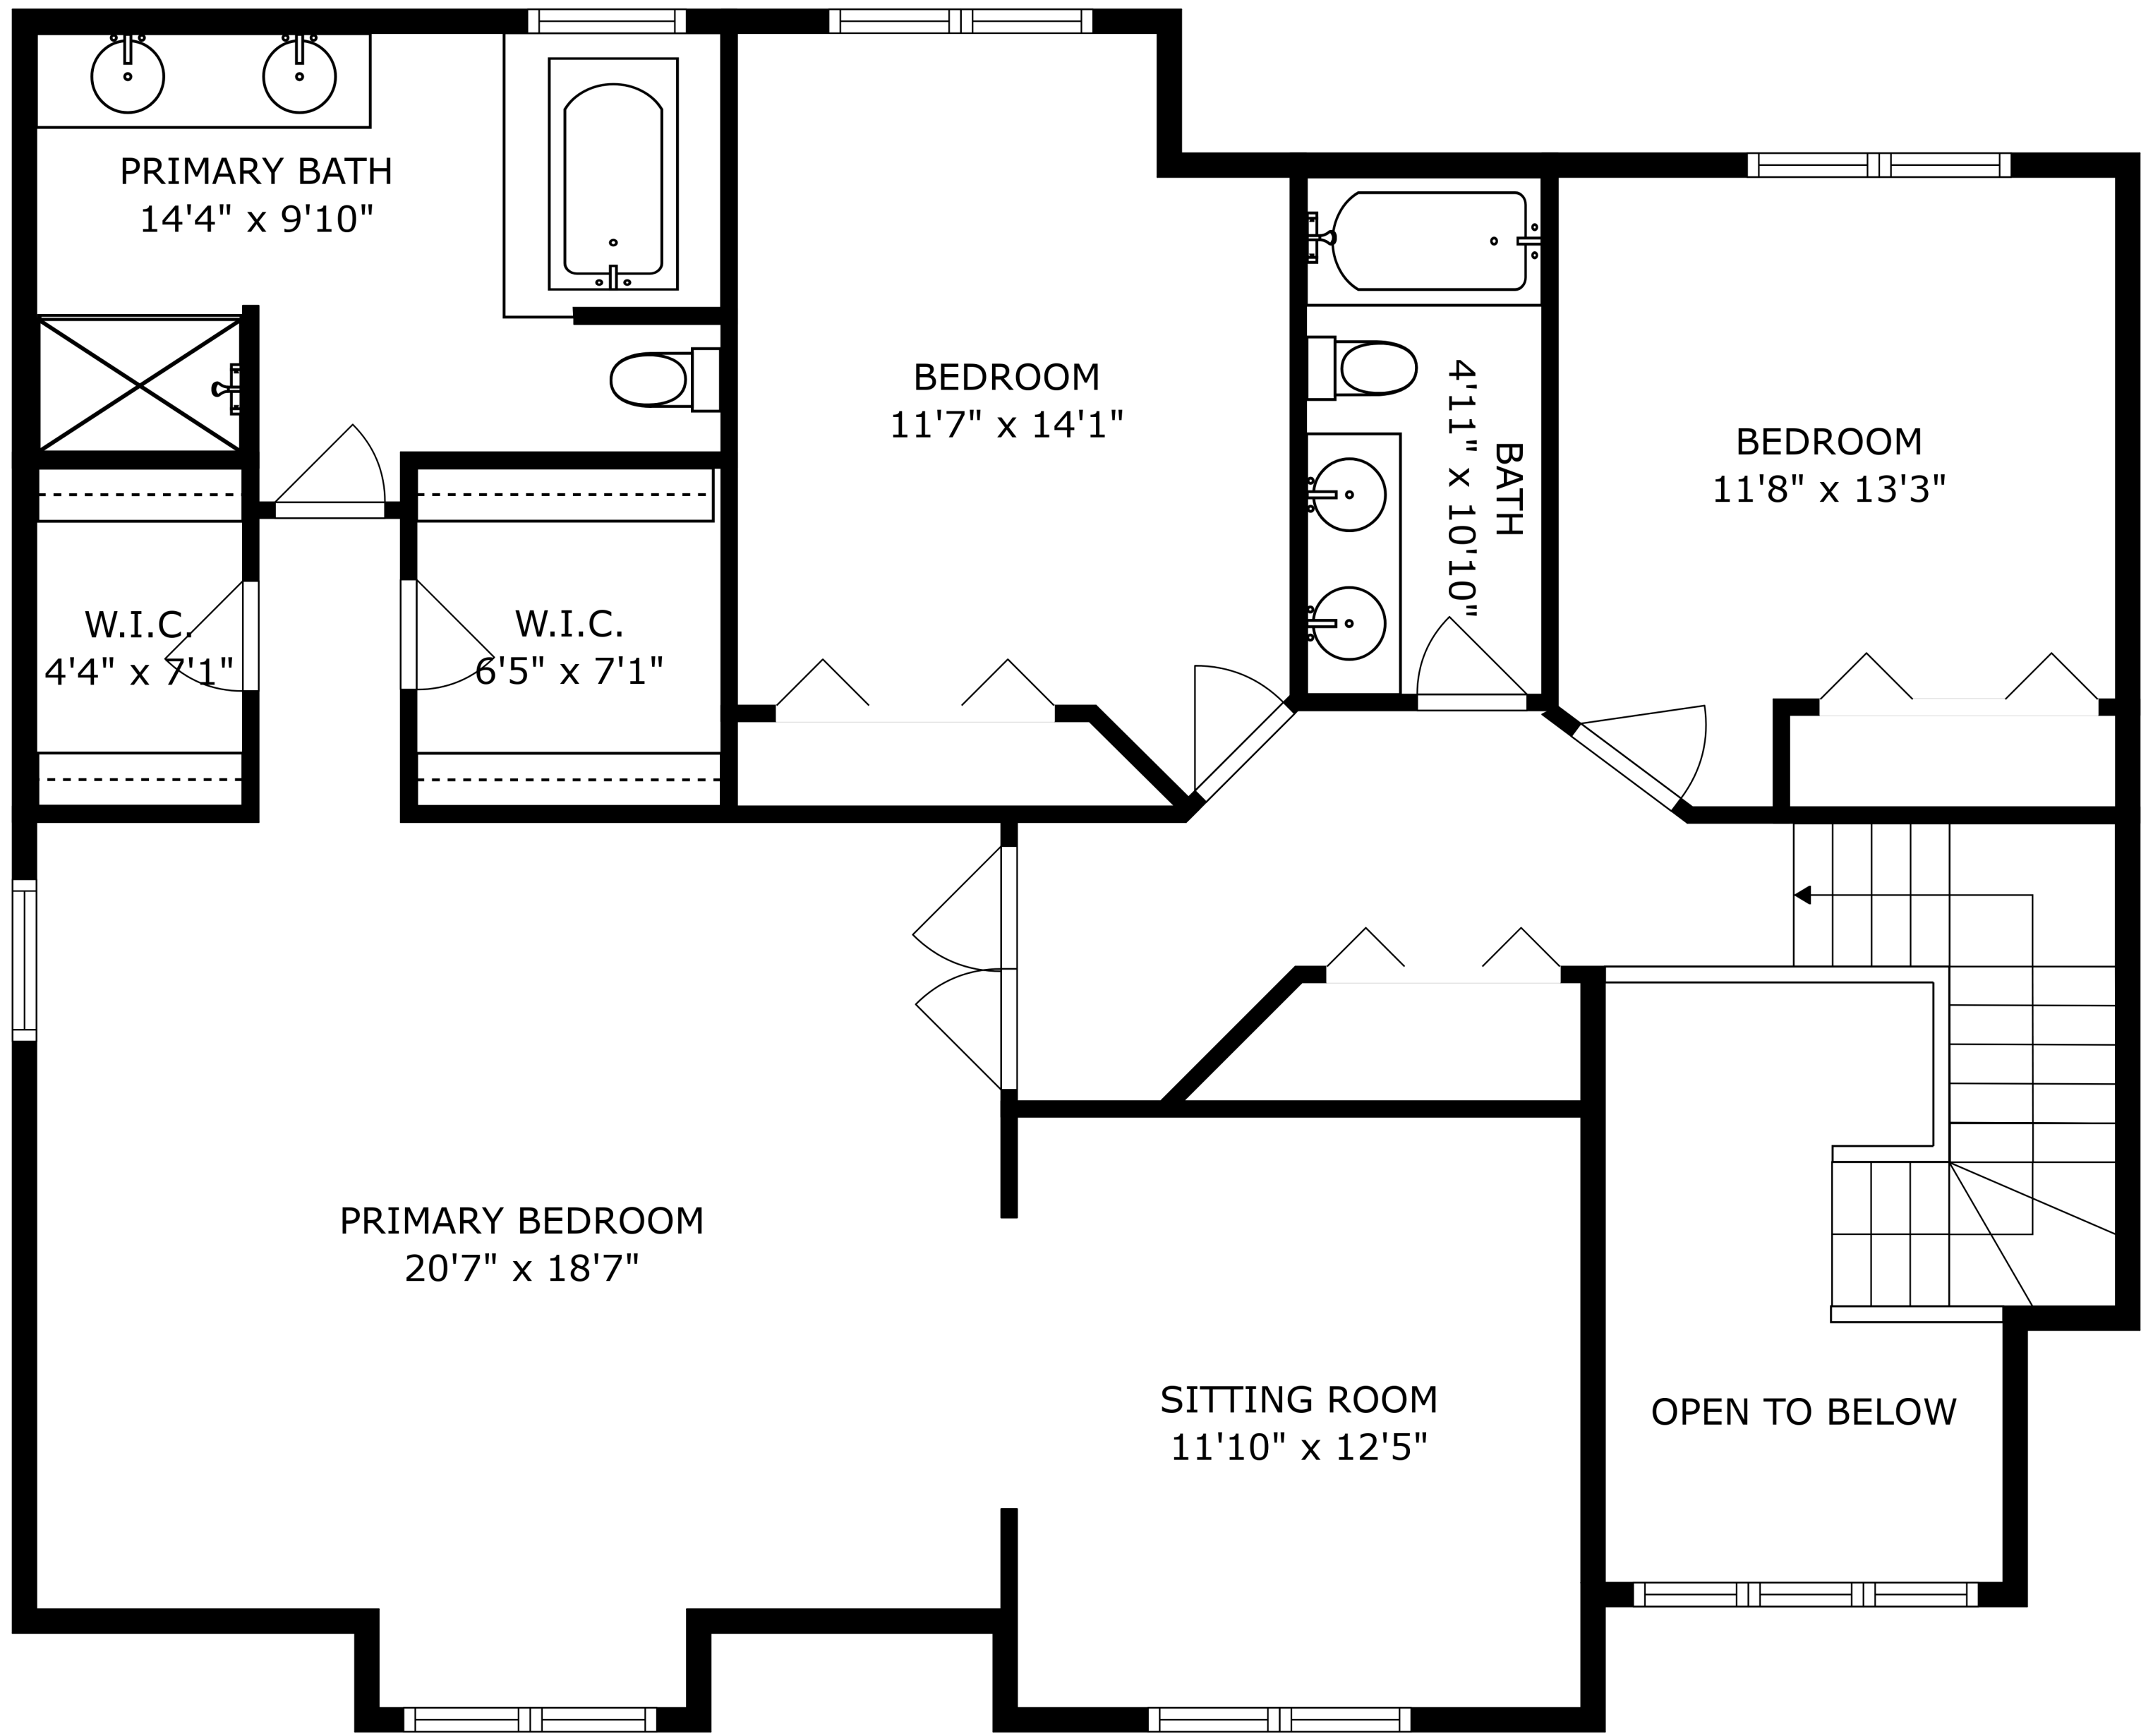 PRIMARY BATH
14'4" x 9'10"
BEDROOM
11'7" x 14'1"
BATH
4'11" x 10'10"
BEDROOM
11'8" x 13'3"
W.I.C.
4'4" x 7'1"
W.I.C.
6'5" x 7'1"
PRIMARY BEDROOM
20'7" x 18'7"
SITTING ROOM
11'10" x 12'5"
OPEN TO BELOW